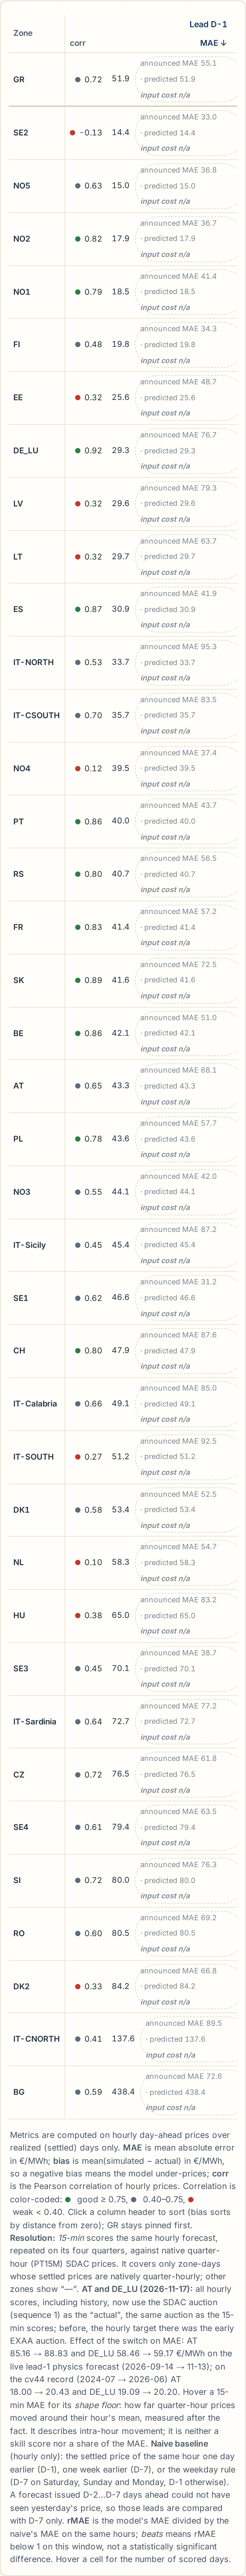 Lead D-1
Zone
corr
MAE ↓
announced MAE 55.1
GR 0.72 51.9 · predicted 51.9
input cost n/a
announced MAE 33.0
SE2 -0.13 14.4 · predicted 14.4
input cost n/a
announced MAE 36.8
NO5 0.63 15.0 · predicted 15.0
input cost n/a
announced MAE 36.7
NO2 0.82 17.9 · predicted 17.9
input cost n/a
announced MAE 41.4
NO1 0.79 18.5 · predicted 18.5
input cost n/a
announced MAE 34.3
FI 0.48 19.8 · predicted 19.8
input cost n/a
announced MAE 48.7
EE 0.32 25.6 · predicted 25.6
input cost n/a
announced MAE 76.7
DE_LU 0.92 29.3 · predicted 29.3
input cost n/a
announced MAE 79.3
LV 0.32 29.6 · predicted 29.6
input cost n/a
announced MAE 63.7
LT 0.32 29.7 · predicted 29.7
input cost n/a
announced MAE 41.9
ES 0.87 30.9 · predicted 30.9
input cost n/a
announced MAE 95.3
IT-NORTH 0.53 33.7 · predicted 33.7
input cost n/a
announced MAE 83.5
IT-CSOUTH 0.70 35.7 · predicted 35.7
input cost n/a
announced MAE 37.4
NO4 0.12 39.5 · predicted 39.5
input cost n/a
announced MAE 43.7
PT 0.86 40.0 · predicted 40.0
input cost n/a
announced MAE 56.5
RS 0.80 40.7 · predicted 40.7
input cost n/a
announced MAE 57.2
FR 0.83 41.4 · predicted 41.4
input cost n/a
announced MAE 72.5
SK 0.89 41.6 · predicted 41.6
input cost n/a
announced MAE 51.0
BE 0.86 42.1 · predicted 42.1
input cost n/a
announced MAE 68.1
AT 0.65 43.3 · predicted 43.3
input cost n/a
announced MAE 57.7
PL 0.78 43.6 · predicted 43.6
input cost n/a
announced MAE 42.0
NO3 0.55 44.1 · predicted 44.1
input cost n/a
announced MAE 87.2
IT-Sicily 0.45 45.4 · predicted 45.4
input cost n/a
announced MAE 31.2
SE1 0.62 46.6 · predicted 46.6
input cost n/a
announced MAE 87.6
CH 0.80 47.9 · predicted 47.9
input cost n/a
announced MAE 85.0
IT-Calabria 0.66 49.1 · predicted 49.1
input cost n/a
announced MAE 92.5
IT-SOUTH 0.27 51.2 · predicted 51.2
input cost n/a
announced MAE 52.5
DK1 0.58 53.4 · predicted 53.4
input cost n/a
announced MAE 54.7
NL 0.10 58.3 · predicted 58.3
input cost n/a
announced MAE 83.2
HU 0.38 65.0 · predicted 65.0
input cost n/a
announced MAE 38.7
SE3 0.45 70.1 · predicted 70.1
input cost n/a
announced MAE 77.2
IT-Sardinia 0.64 72.7 · predicted 72.7
input cost n/a
announced MAE 61.8
CZ 0.72 76.5 · predicted 76.5
input cost n/a
announced MAE 63.5
SE4 0.61 79.4 · predicted 79.4
input cost n/a
announced MAE 76.3
SI 0.72 80.0 · predicted 80.0
input cost n/a
announced MAE 69.2
RO 0.60 80.5 · predicted 80.5
input cost n/a
announced MAE 66.8
DK2 0.33 84.2 · predicted 84.2
input cost n/a
announced MAE 89.5
IT-CNORTH 0.41 137.6 · predicted 137.6
input cost n/a
announced MAE 72.6
BG 0.59 438.4 · predicted 438.4
input cost n/a
Metrics are computed on hourly day-ahead prices over
realized (settled) days only. MAE is mean absolute error
in €/MWh; bias is mean(simulated − actual) in €/MWh,
so a negative bias means the model under-prices; corr
is the Pearson correlation of hourly prices. Correlation is
color-coded: good ≥ 0.75, 0.40–0.75,
weak < 0.40. Click a column header to sort (bias sorts
by distance from zero); GR stays pinned first.
Resolution: 15-min scores the same hourly forecast,
repeated on its four quarters, against native quarter-
hour (PT15M) SDAC prices. It covers only zone-days
whose settled prices are natively quarter-hourly; other
zones show "—". AT and DE_LU (2026-11-17): all hourly
scores, including history, now use the SDAC auction
(sequence 1) as the "actual", the same auction as the 15-
min scores; before, the hourly target there was the early
EXAA auction. Effect of the switch on MAE: AT
85.16 → 88.83 and DE_LU 58.46 → 59.17 €/MWh on the
live lead-1 physics forecast (2026-09-14 → 11-13); on
the cv44 record (2024-07 → 2026-06) AT
18.00 → 20.43 and DE_LU 19.09 → 20.20. Hover a 15-
min MAE for its shape floor: how far quarter-hour prices
moved around their hour's mean, measured after the
fact. It describes intra-hour movement; it is neither a
skill score nor a share of the MAE. Naive baseline
(hourly only): the settled price of the same hour one day
earlier (D-1), one week earlier (D-7), or the weekday rule
(D-7 on Saturday, Sunday and Monday, D-1 otherwise).
A forecast issued D-2…D-7 days ahead could not have
seen yesterday's price, so those leads are compared
with D-7 only. rMAE is the model's MAE divided by the
naive's MAE on the same hours; beats means rMAE
below 1 on this window, not a statistically significant
difference. Hover a cell for the number of scored days.